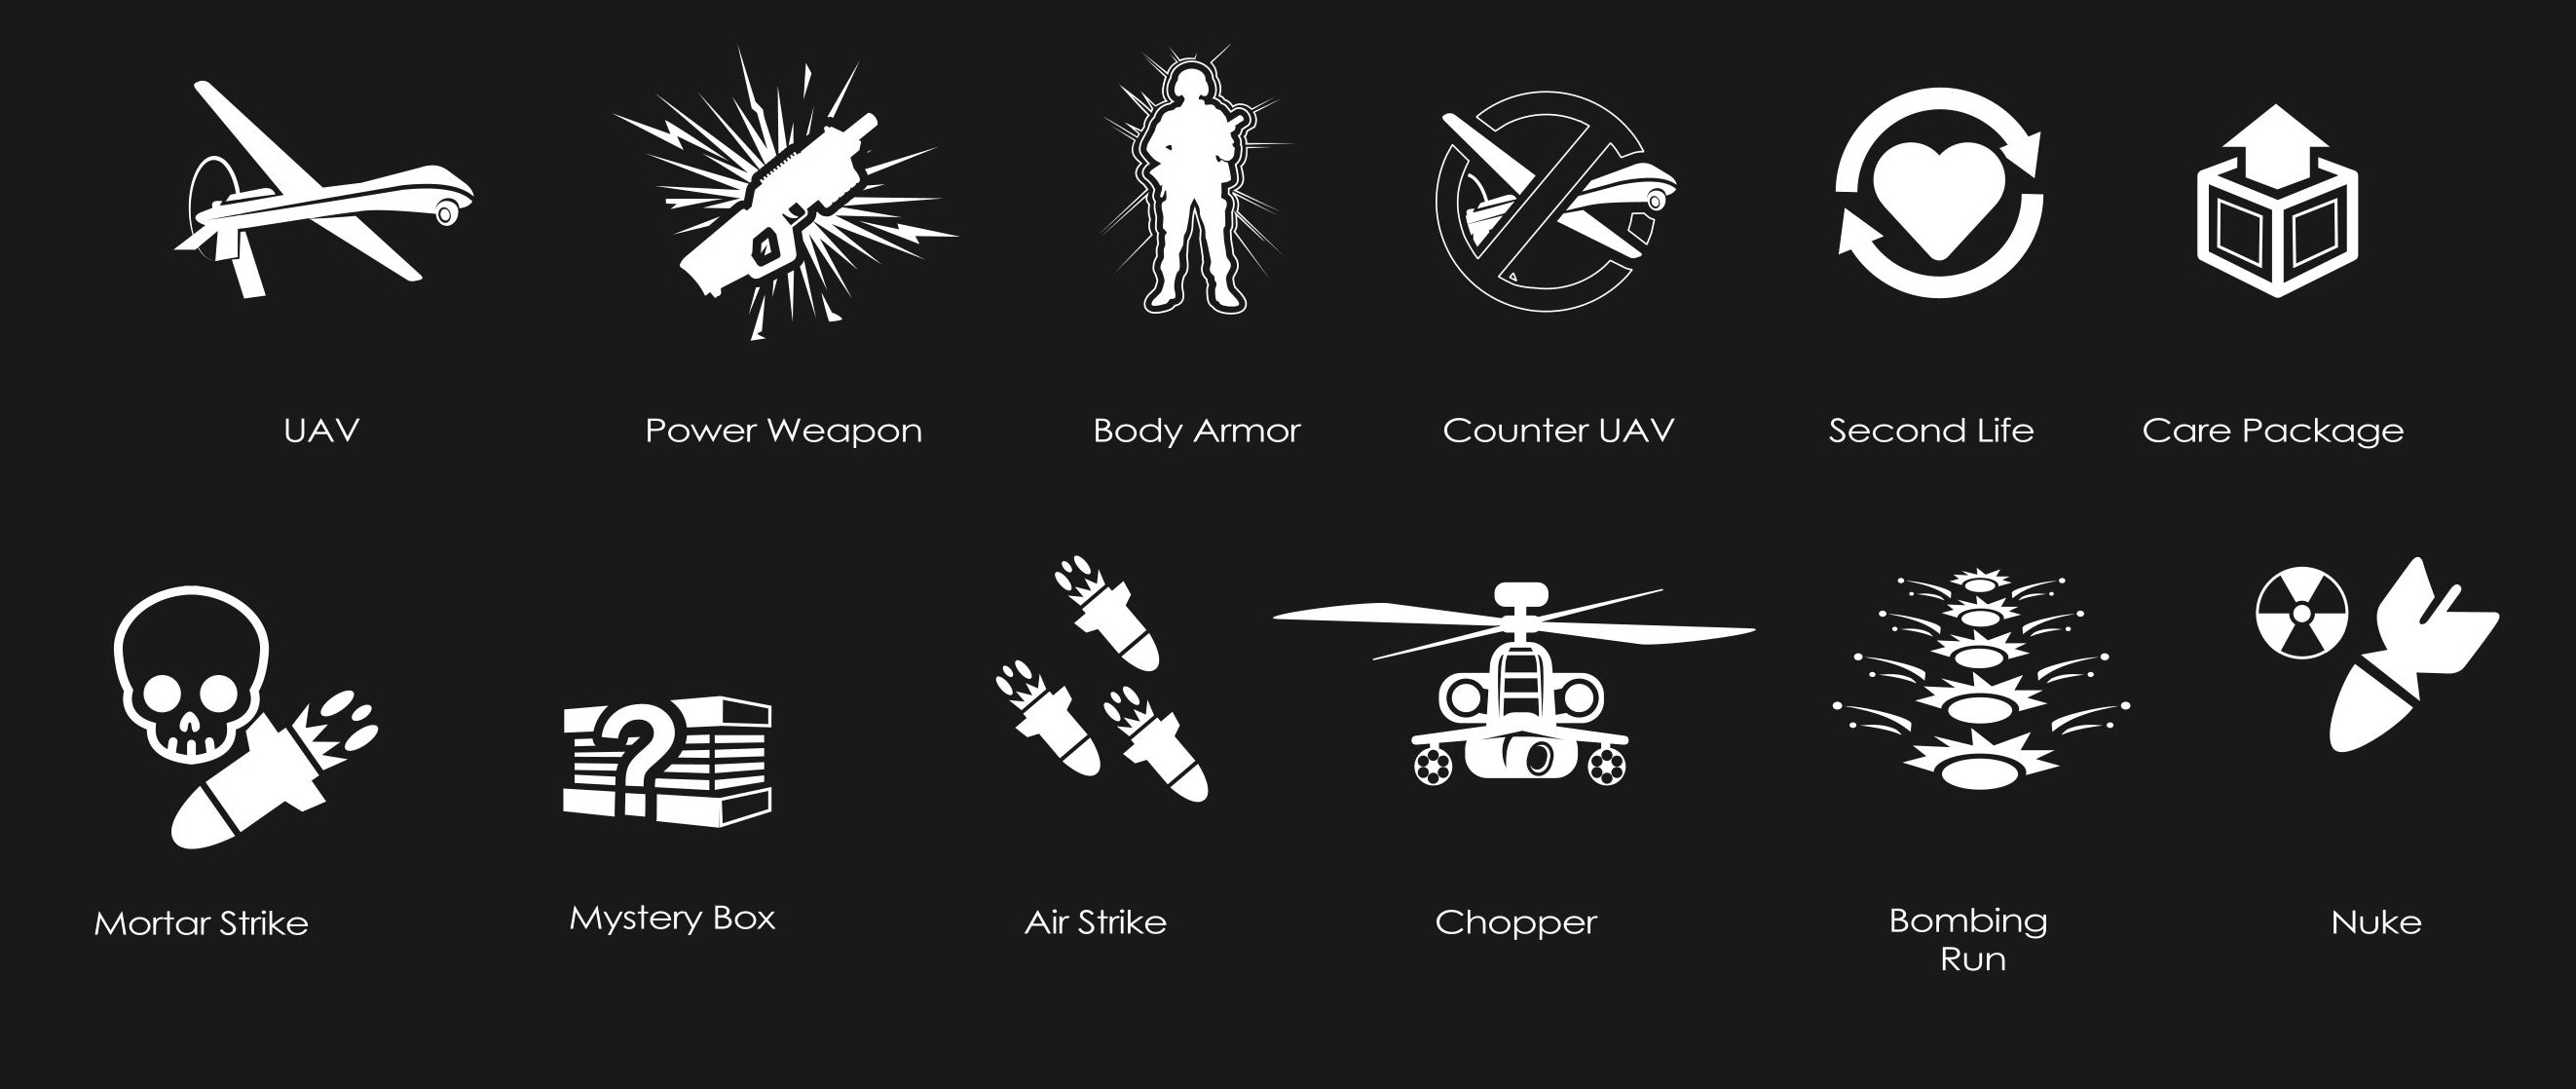 UAV
Power Weapon
Body Armor
Counter UAV
Second Life
Care Package
Mortar Strike
Mystery Box
Air Strike
Chopper
Bombing
Run
Nuke